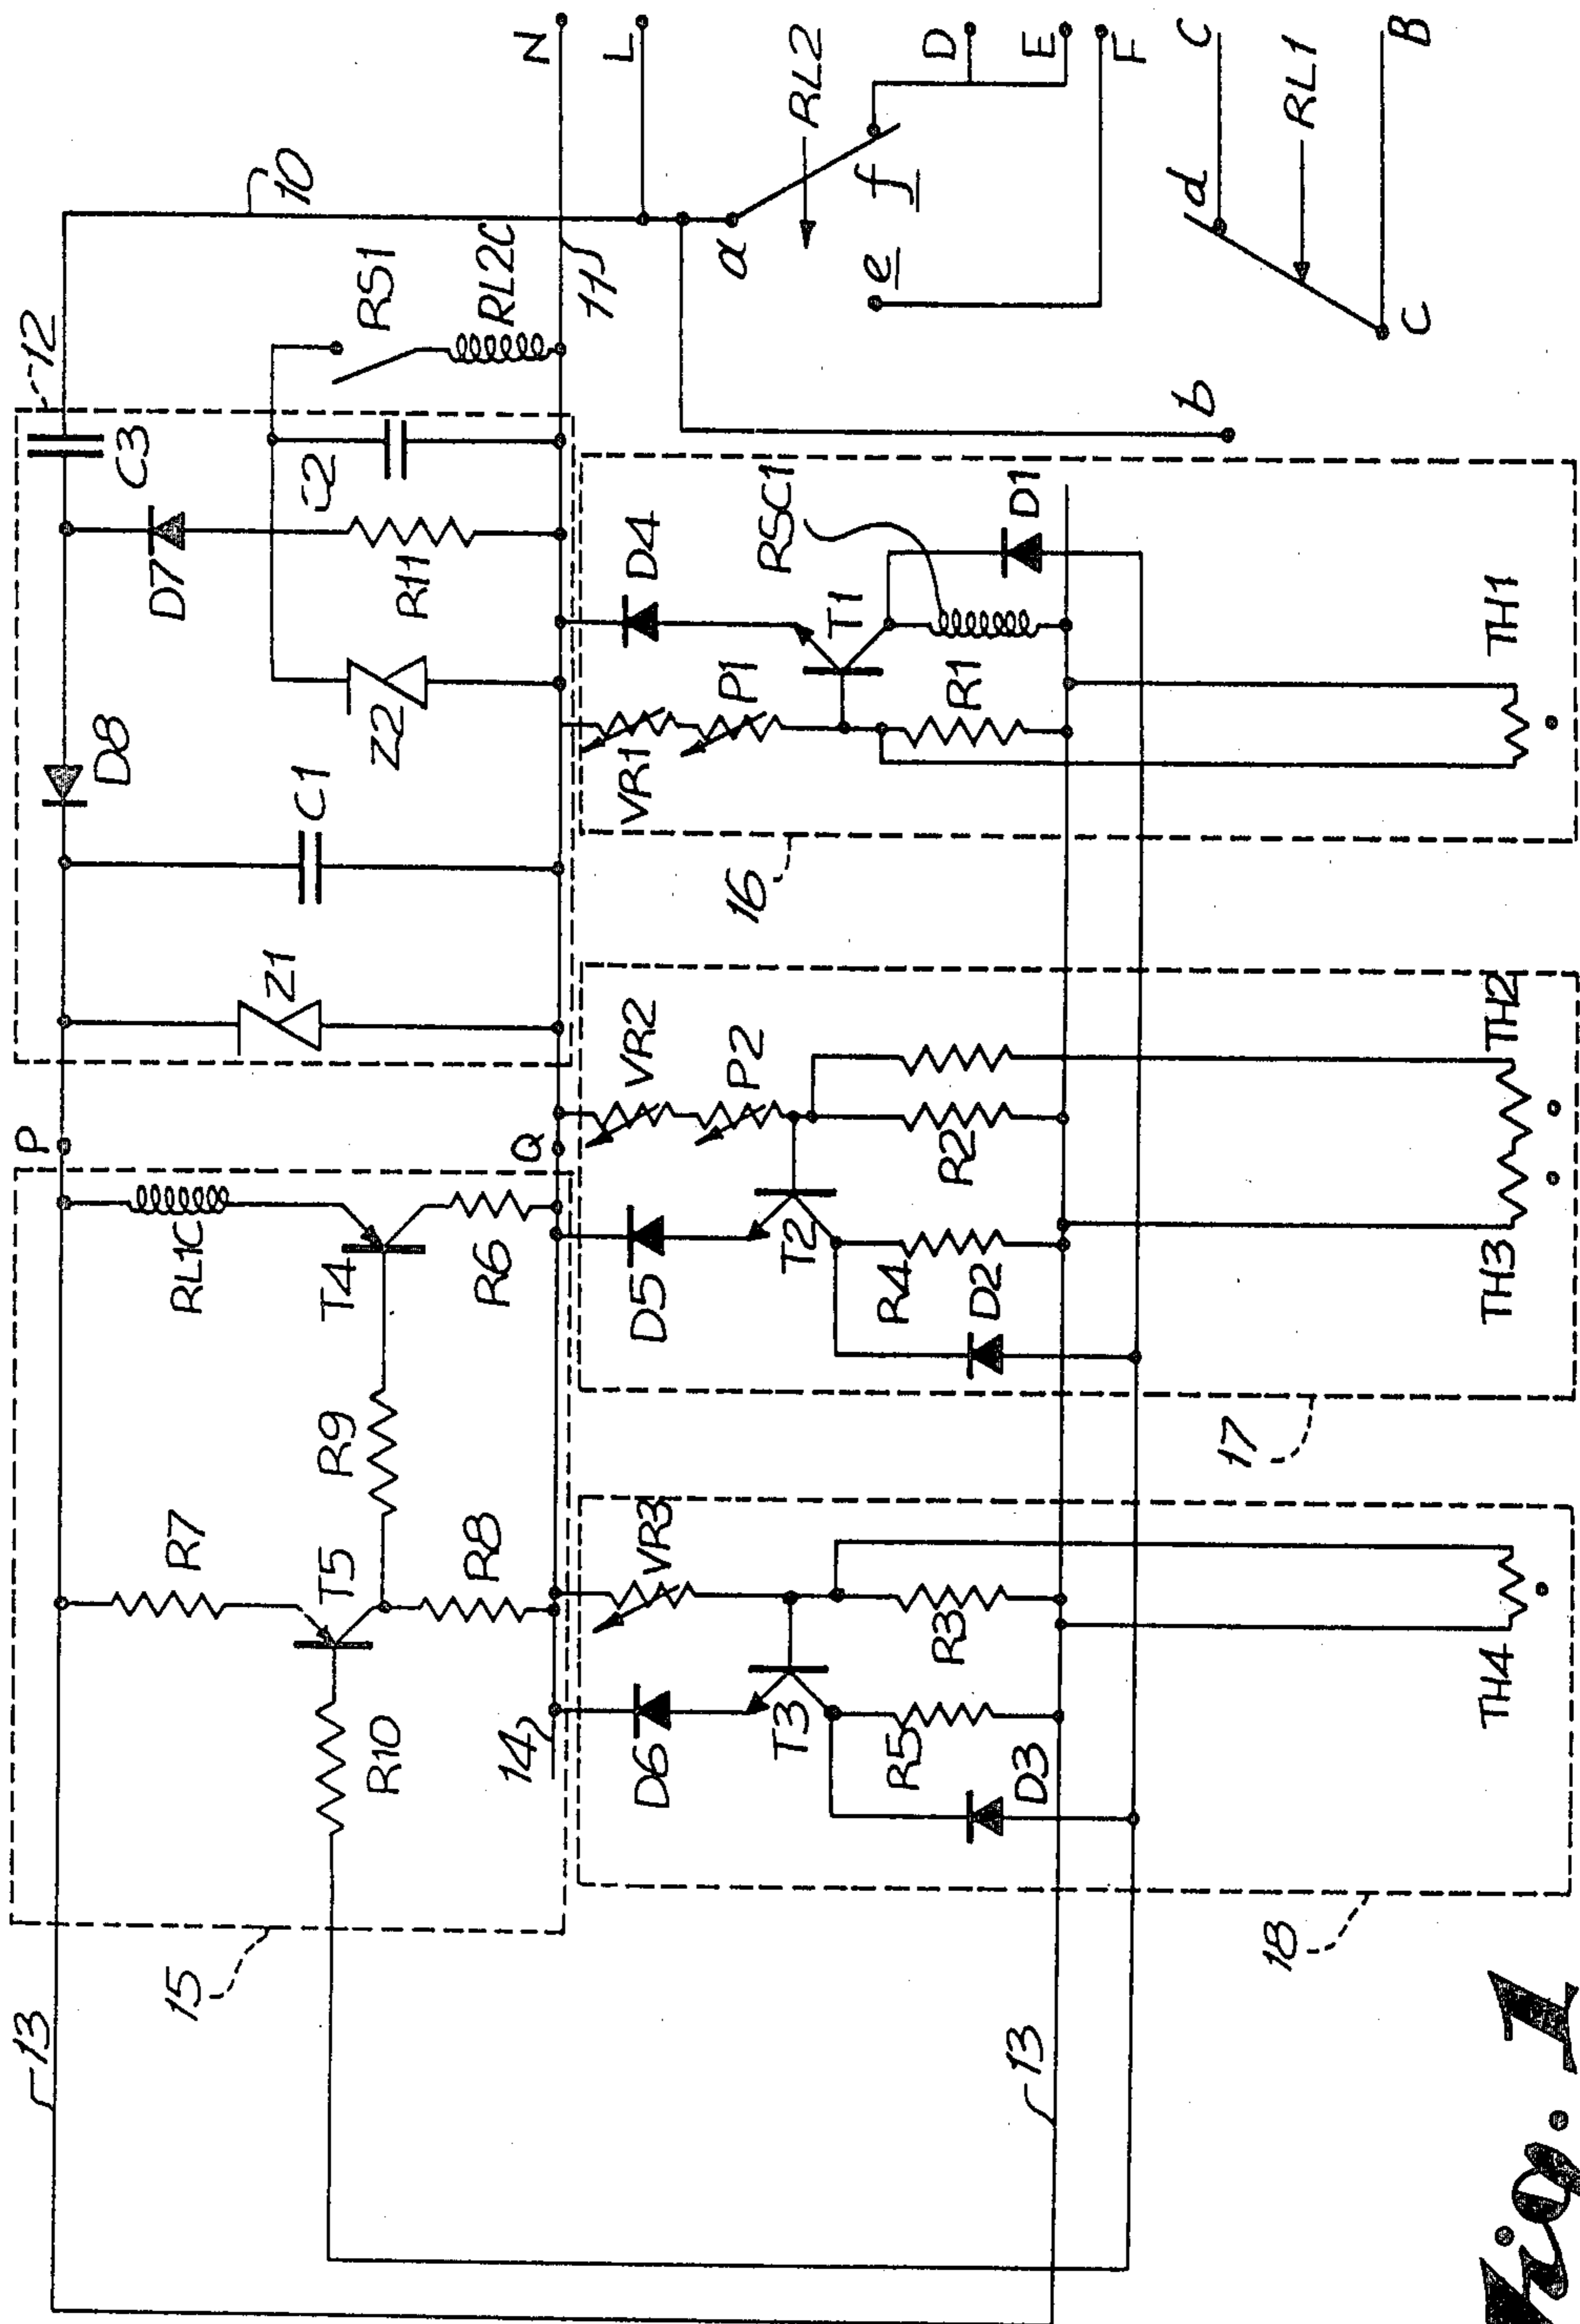 13
15
R7
T5
R10
R8
R9
RL1C
T4
R6
P
Q
14
Z1
C1
D8
Z2
D7
R11
C3
C2
12
RS1
RL2C
10
11
N
L
RL2
a
f
e
D
E
F
b
C
d
RL1
c
B
VR3
D6
T3
R5
R3
D3
TH4
18
13
VR2
P2
D5
T2
R4
R2
D2
TH3
TH2
17
VR1
P1
D4
RSC1
T1
R1
D1
TH1
16
Fig. 1